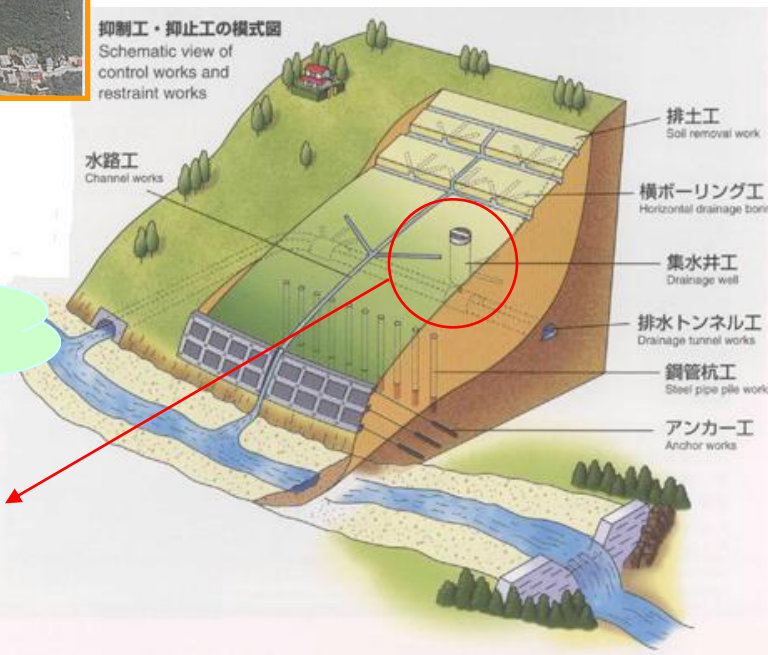 抑制工・抑止工の模式図
Schematic view of
control works and
restraint works
水路工
Channel works
排土工
Soil removal work
横ボーリング工
Horizontal drainage
集水井工
Drainage well
排水トンネル工
Drainage tunnel works
鋼管杭工
Steel pipe pile work
アンカー工
Anchor works